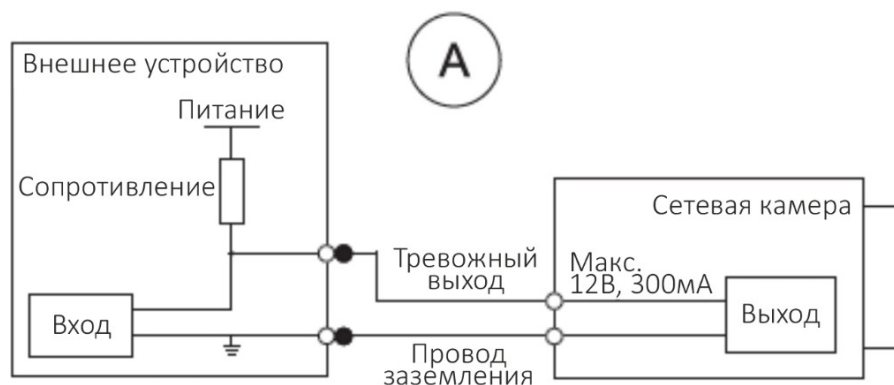 A
Внешнее устройство
Питание
Сопротивление
Вход
Тревожный
выход
Провод
заземления
Сетевая камера
Макс.
12В, 300мА
Выход